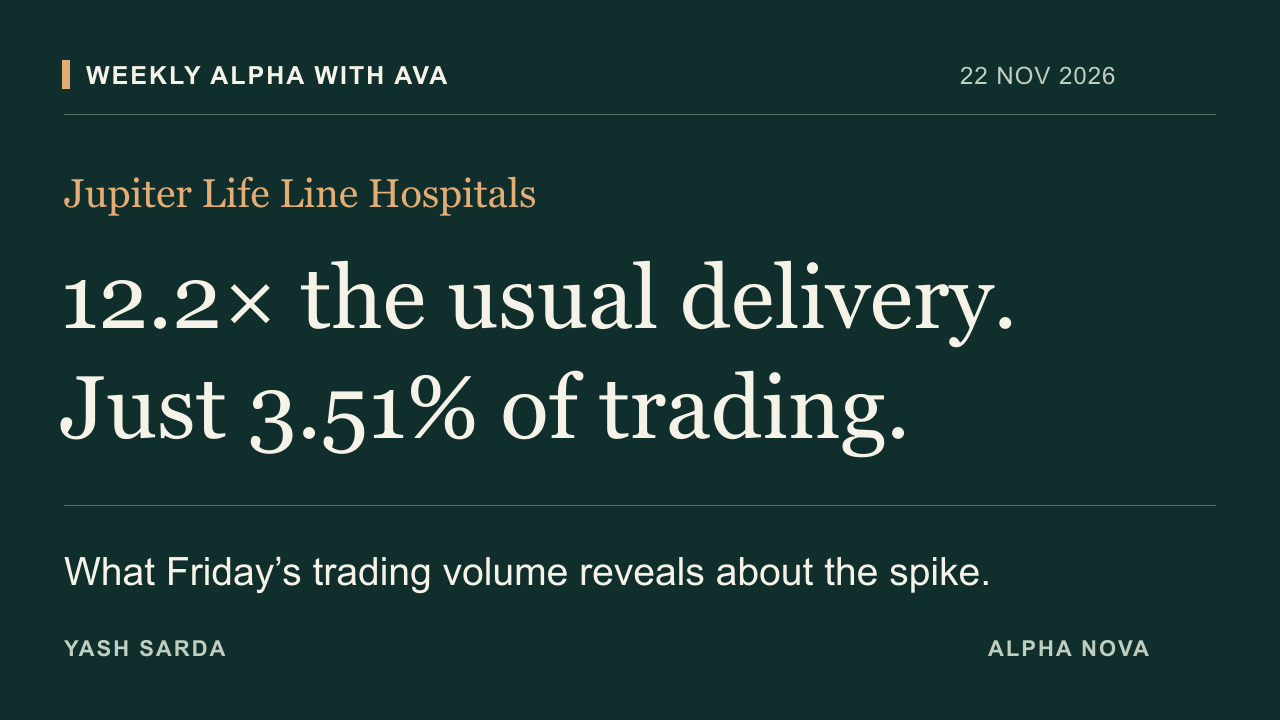 WEEKLY ALPHA WITH AVA
22 NOV 2026
Jupiter Life Line Hospitals
12.2× the usual delivery.
Just 3.51% of trading.
What Friday’s trading volume reveals about the spike.
YASH SARDA
ALPHA NOVA